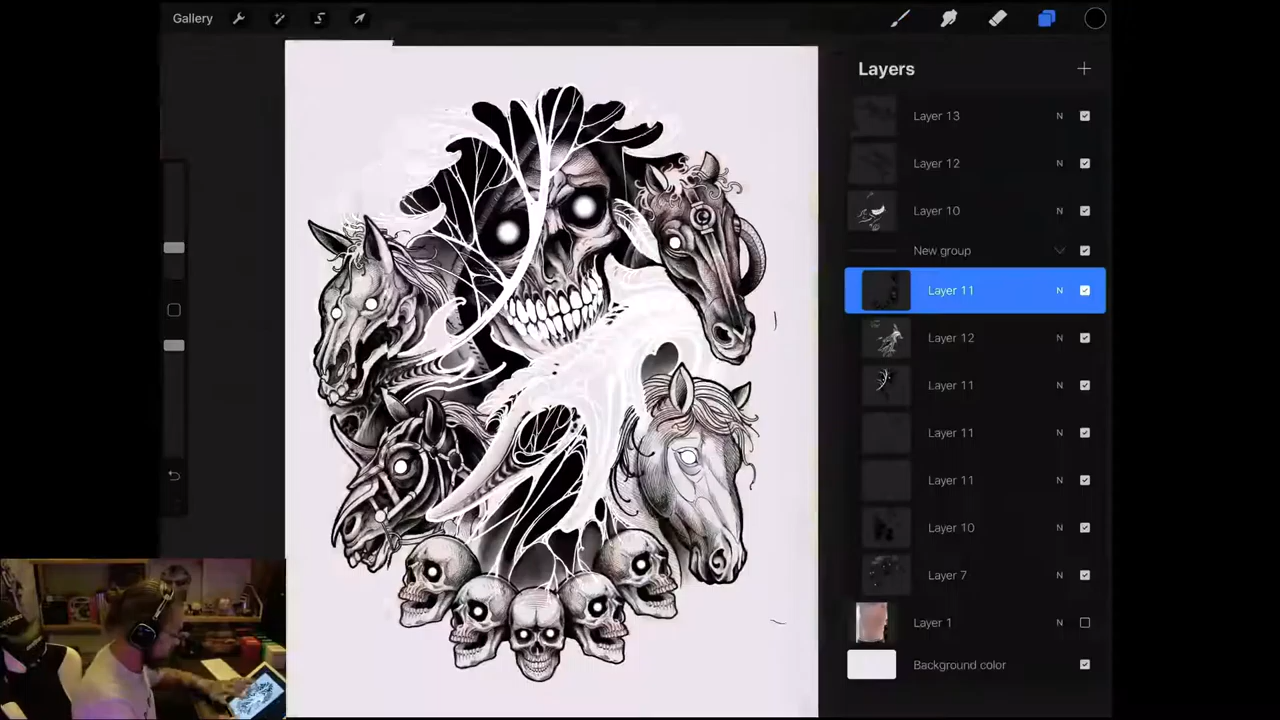 Gallery
Layers
Layer 13 N
Layer 12 N
Layer 10 N
New group
Layer 11 N
Layer 12 N
Layer 11 N
Layer 11 N
Layer 11 N
Layer 10 N
Layer 7 N
Layer 1 N
Background color